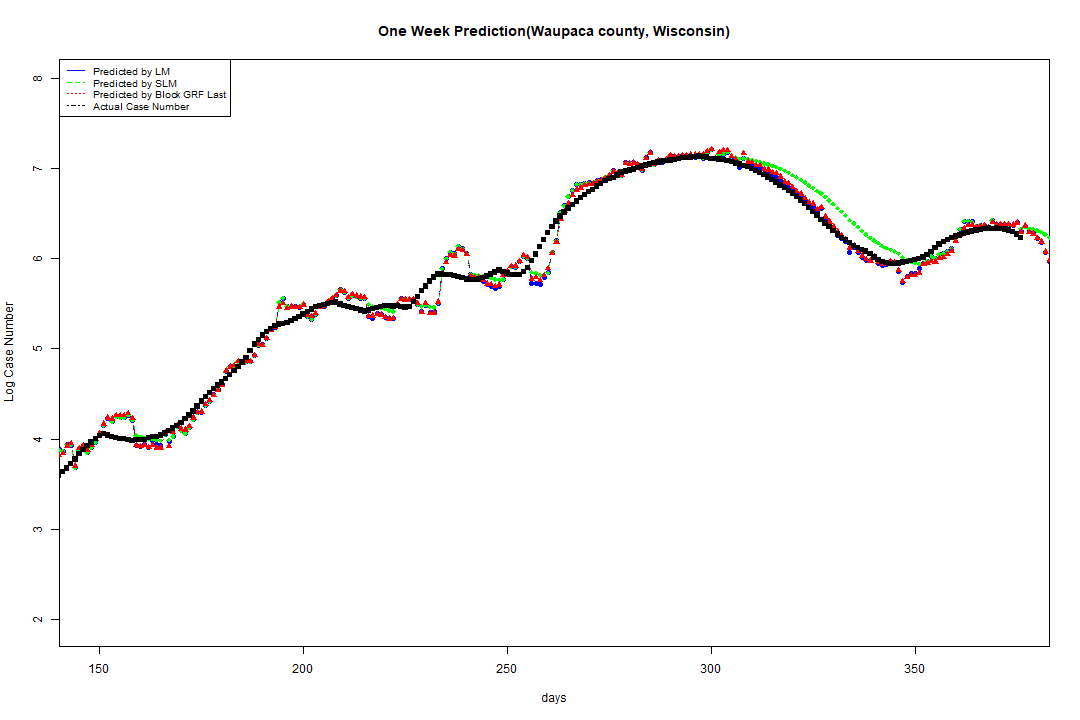 One Week Prediction(Waupaca county, Wisconsin)
Predicted by LM
Predicted by SLM
Predicted by Block GRF Last
Actual Case Number
8
7
6
5
4
3
2
Log Case Number
150 200 250 300 350
days